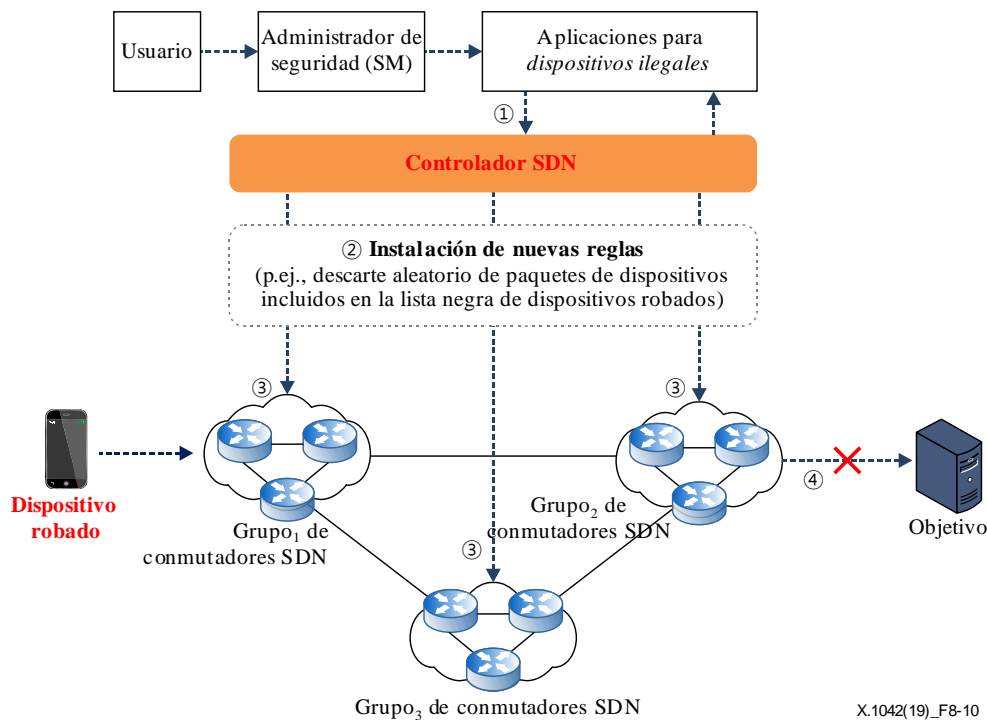 Usuario
Administrador de
seguridad (SM)
Aplicaciones para
dispositivos ilegales
①
Controlador SDN
② Instalación de nuevas reglas
(p.ej., descarte aleatorio de paquetes de dispositivos
incluidos en la lista negra de dispositivos robados)
③
③
④
Dispositivo
robado
Grupo₁ de
conmutadores SDN
Grupo₂ de
conmutadores SDN
Objetivo
③
Grupo₃ de conmutadores SDN
X.1042(19)_F8-10